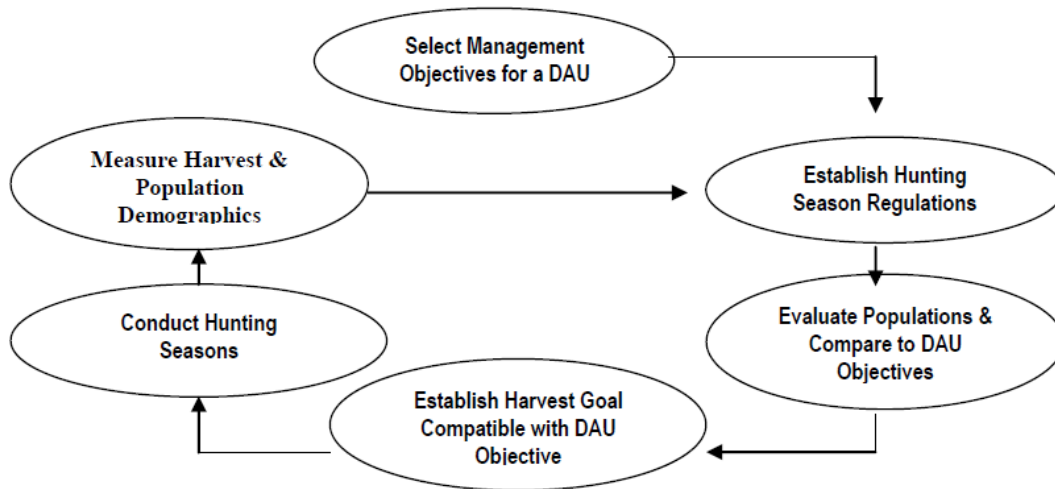 Select Management
Objectives for a DAU
Measure Harvest &
Population
Demographics
Establish Hunting
Season Regulations
Conduct Hunting
Seasons
Evaluate Populations &
Compare to DAU
Objectives
Establish Harvest Goal
Compatible with DAU
Objective